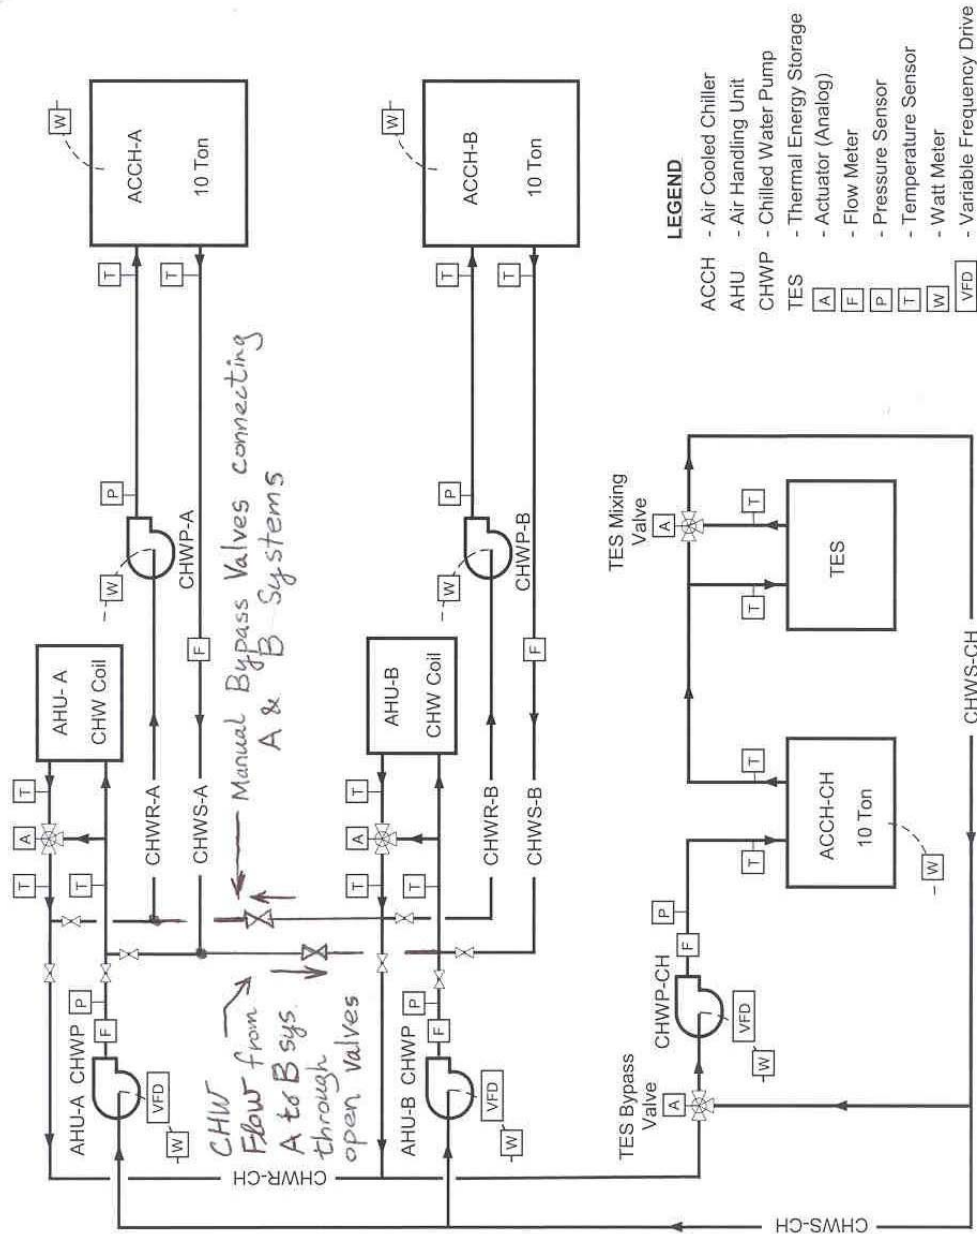 ACCH-A
10 Ton
W
T
T
P
W
CHWP-A
F
AHU- A
CHW Coil
T
A
T
T
CHWR-A
CHWS-A
P
F
AHU-A CHWP
VFD
W
Manual Bypass Valves connecting
A & B Systems
CHW
Flow from
A to B sys.
through
open valves
ACCH-B
10 Ton
W
T
T
P
W
CHWP-B
F
AHU-B
CHW Coil
T
A
T
T
CHWR-B
CHWS-B
P
F
AHU-B CHWP
VFD
W
CHWR-CH
CHWS-CH
TES Bypass
Valve
A
CHWP-CH
VFD
W
F
P
T
T
ACCH-CH
10 Ton
W
TES Mixing
Valve
A
T
T
TES
CHWS-CH
LEGEND
ACCH - Air Cooled Chiller
AHU - Air Handling Unit
CHWP - Chilled Water Pump
TES - Thermal Energy Storage
A - Actuator (Analog)
F - Flow Meter
P - Pressure Sensor
T - Temperature Sensor
W - Watt Meter
VFD - Variable Frequency Drive